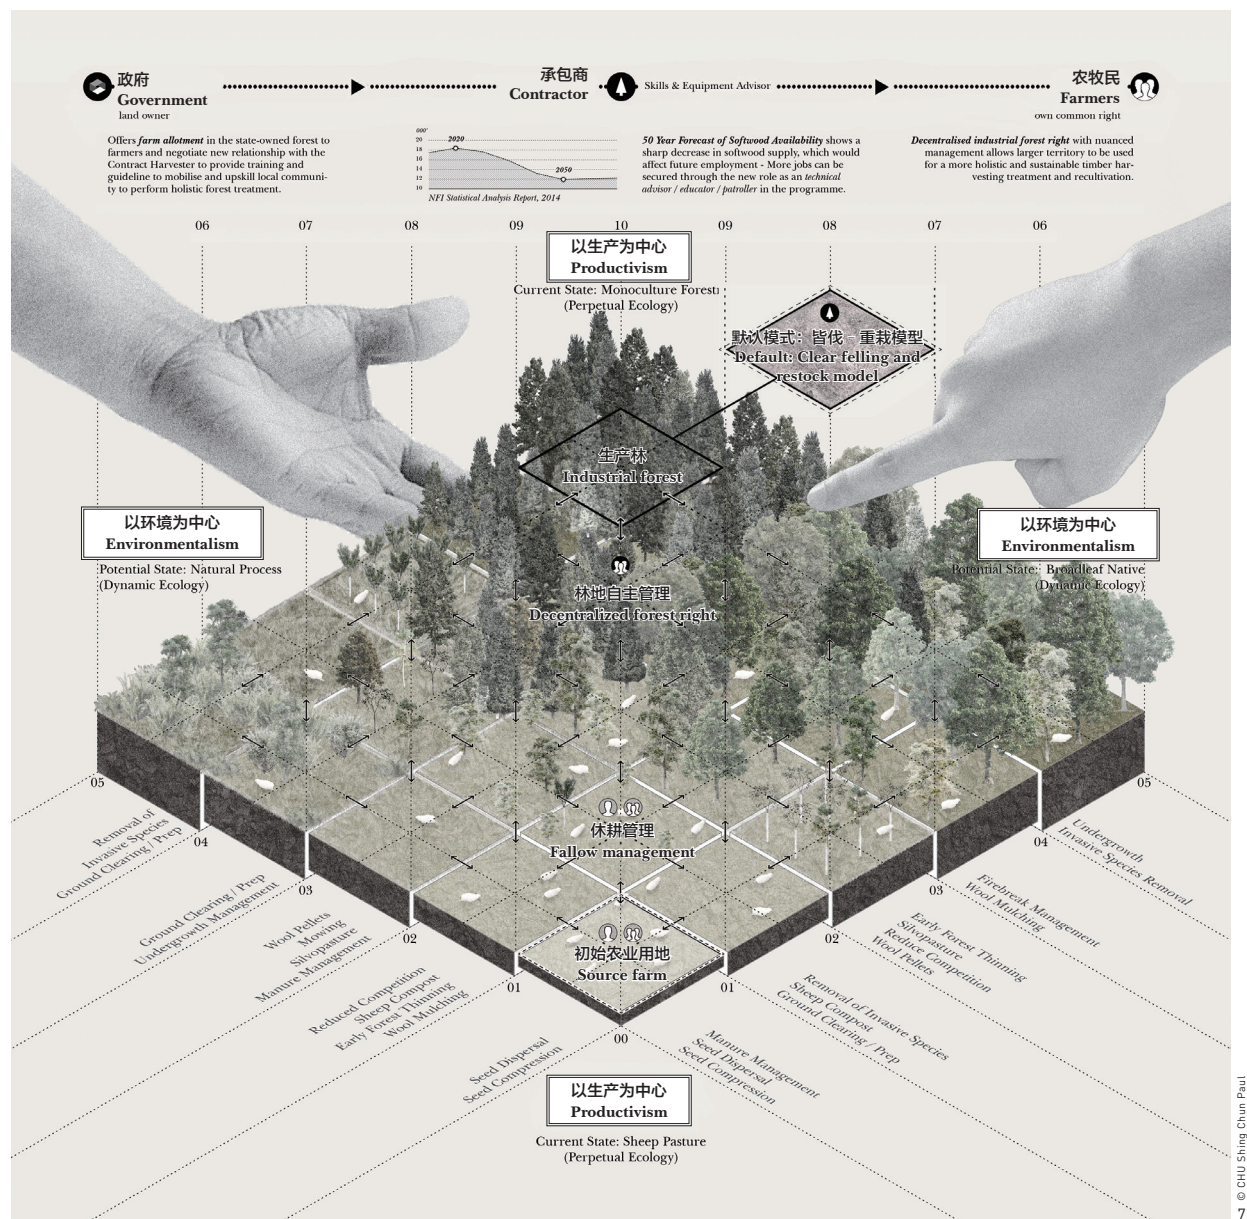 政府
Government
land owner
承包商
Contractor
Skills & Equipment Advisor
农牧民
Farmers
own common right
Offers farm allotment in the state-owned forest to
farmers and negotiate new relationship with the
Contract Harvester to provide training and
guideline to mobilise and upskill local communi-
ty to perform holistic forest treatment.
000'
20
18
16
14
12
10
2020
2050
NFI Statistical Analysis Report, 2014
50 Year Forecast of Softwood Availability shows a
sharp decrease in softwood supply, which would
affect future employment - More jobs can be
secured through the new role as an technical
advisor / educator / patroller in the programme.
Decentralised industrial forest right with nuanced
management allows larger territory to be used
for a more holistic and sustainable timber har-
vesting treatment and recultivation.
06 07 08 09 10 09 08 07 06
以生产为中心
Productivism
Current State: Monoculture Forest
(Perpetual Ecology)
默认模式：皆伐 - 重栽模型
Default: Clear felling and
restock model
生产林
Industrial forest
以环境为中心
Environmentalism
Potential State: Natural Process
(Dynamic Ecology)
以环境为中心
Environmentalism
Potential State: Broadleaf Native
(Dynamic Ecology)
林地自主管理
Decentralized forest right
休耕管理
Fallow management
初始农业用地
Source farm
05
04
03
02
01
00
01
02
03
04
05
Removal of
Invasive Species
Ground Clearing / Prep
Ground Clearing / Prep
Undergrowth Management
Wool Pellets
Mowing
Silvopasture
Manure Management
Reduced Competition
Sheep Compost
Early Forest Thinning
Wool Mulching
Seed Dispersal
Seed Compression
Manure Management
Seed Dispersal
Seed Compression
Removal of Invasive Species
Sheep Compost
Ground Clearing / Prep
Early Forest Thinning
Silvopasture
Reduce Competition
Wool Pellets
Firebreak Management
Wool Mulching
Undergrowth
Invasive Species Removal
以生产为中心
Productivism
Current State: Sheep Pasture
(Perpetual Ecology)
© CHU Shing Chun Paul
7